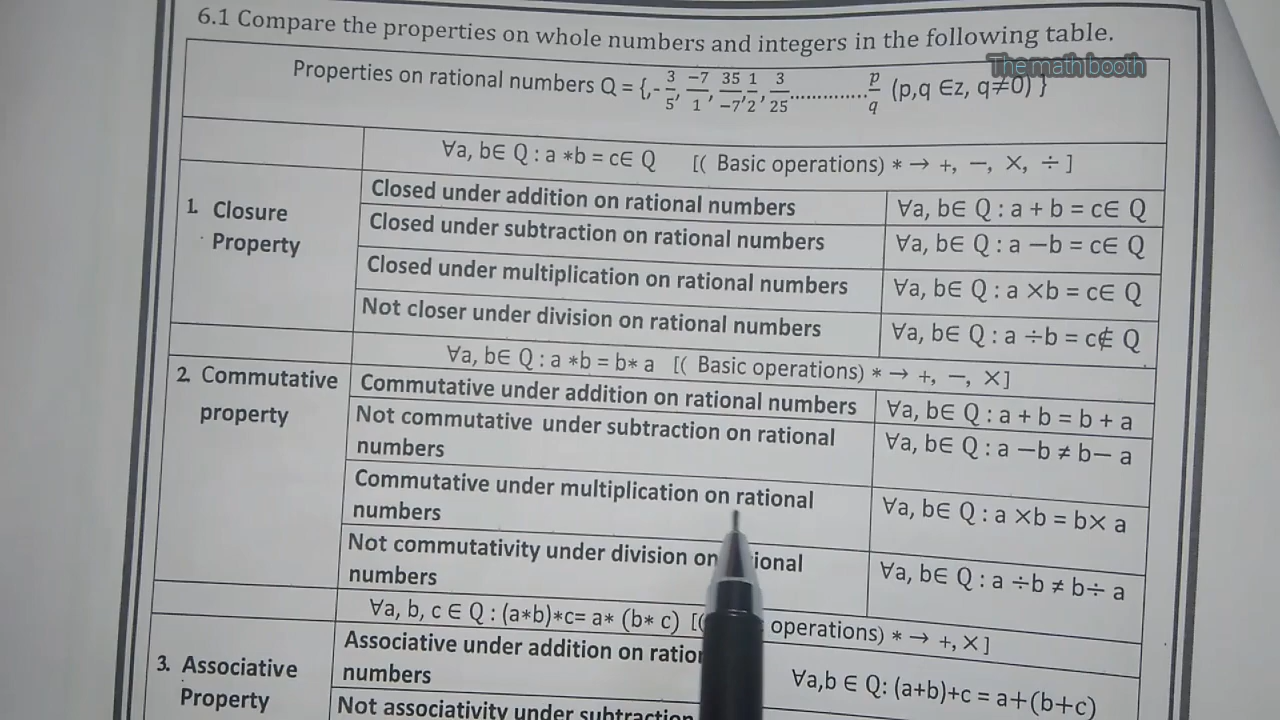 6.1 Compare the properties on whole numbers and integers in the following table.
The math booth
Properties on rational numbers Q = {,- 3/5, -7/1, 35/-7, 1/2, 3/25..............p/q (p,q ∈z, q≠0) }
∀a, b∈ Q : a *b = c∈ Q [( Basic operations) * → +, −, X, ÷ ]
1. Closure
Property
Closed under addition on rational numbers
∀a, b∈ Q : a + b = c∈ Q
Closed under subtraction on rational numbers
∀a, b∈ Q : a −b = c∈ Q
Closed under multiplication on rational numbers
∀a, b∈ Q : a ×b = c∈ Q
Not closer under division on rational numbers
∀a, b∈ Q : a ÷b = c∉ Q
∀a, b∈ Q : a *b = b* a [( Basic operations) * → +, −, X]
2. Commutative
property
Commutative under addition on rational numbers
∀a, b∈ Q : a + b = b + a
Not commutative under subtraction on rational
numbers
∀a, b∈ Q : a −b ≠ b− a
Commutative under multiplication on rational
numbers
∀a, b∈ Q : a ×b = b× a
Not commutativity under division on
numbers
∀a, b∈ Q : a ÷b ≠ b÷ a
∀a, b, c ∈ Q : (a*b)*c= a* (b* c) [( operations) * → +, X ]
3. Associative
Property
Associative under addition on
numbers
∀a,b ∈ Q: (a+b)+c = a+(b+c)
Not associativity under